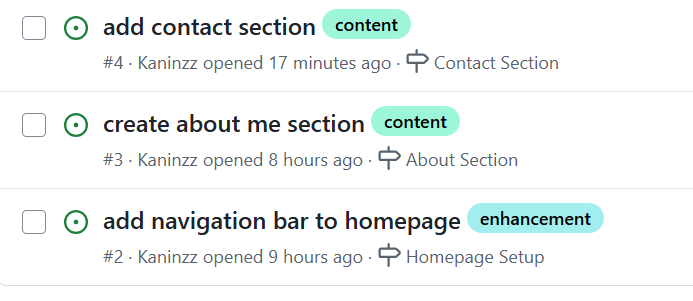 add contact section content
#4 · Kaninzz opened 17 minutes ago · Contact Section
create about me section content
#3 · Kaninzz opened 8 hours ago · About Section
add navigation bar to homepage enhancement
#2 · Kaninzz opened 9 hours ago · Homepage Setup